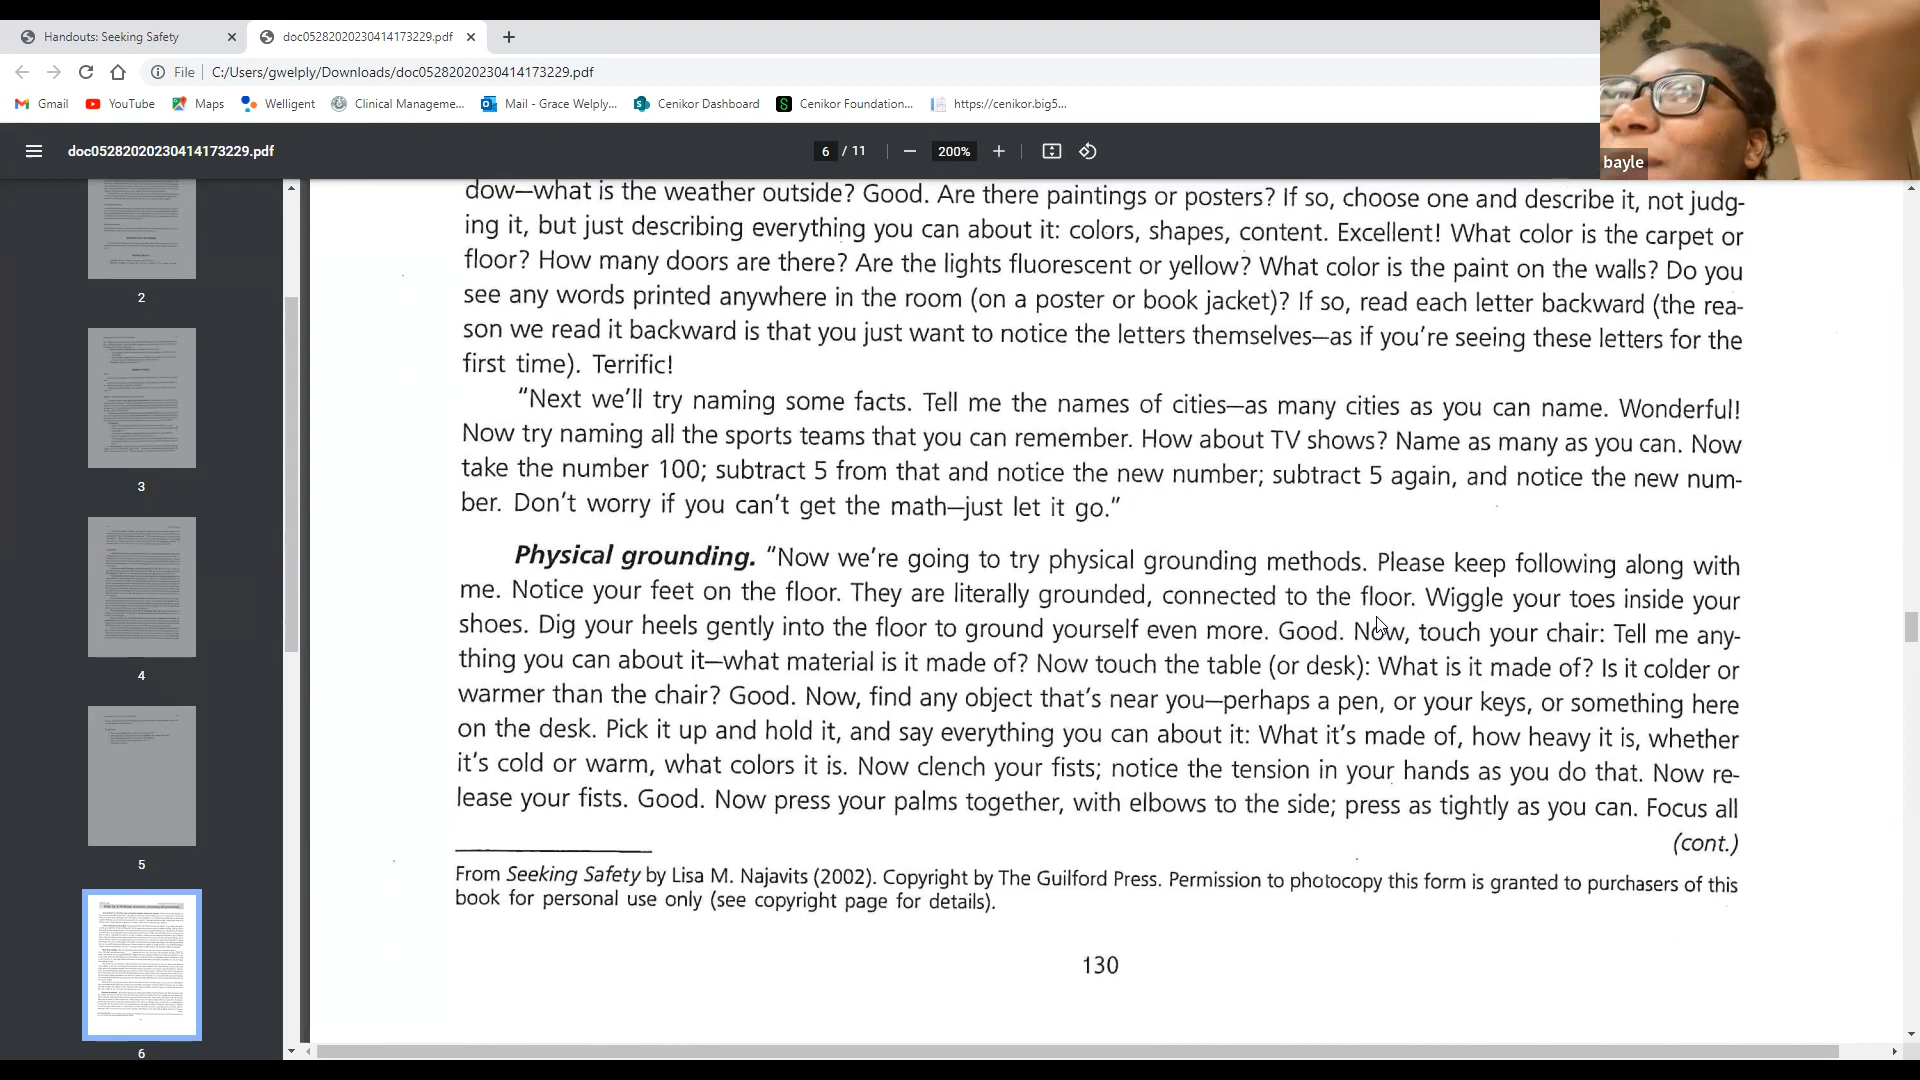 Handouts: Seeking Safety
doc05282020230414173229.pdf
File
C:/Users/gwelply/Downloads/doc05282020230414173229.pdf
Gmail
YouTube
Maps
Welligent
Clinical Manageme...
Mail - Grace Welply...
Cenikor Dashboard
Cenikor Foundation...
https://cenikor.big5...
bayle
doc05282020230414173229.pdf
6 / 11
200%
2
3
4
5
6
dow—what is the weather outside? Good. Are there paintings or posters? If so, choose one and describe it, not judg-
ing it, but just describing everything you can about it: colors, shapes, content. Excellent! What color is the carpet or
floor? How many doors are there? Are the lights fluorescent or yellow? What color is the paint on the walls? Do you
see any words printed anywhere in the room (on a poster or book jacket)? If so, read each letter backward (the rea-
son we read it backward is that you just want to notice the letters themselves—as if you're seeing these letters for the
first time). Terrific!
"Next we'll try naming some facts. Tell me the names of cities—as many cities as you can name. Wonderful!
Now try naming all the sports teams that you can remember. How about TV shows? Name as many as you can. Now
take the number 100; subtract 5 from that and notice the new number; subtract 5 again, and notice the new num-
ber. Don't worry if you can't get the math—just let it go."
Physical grounding. "Now we're going to try physical grounding methods. Please keep following along with
me. Notice your feet on the floor. They are literally grounded, connected to the floor. Wiggle your toes inside your
shoes. Dig your heels gently into the floor to ground yourself even more. Good. Now, touch your chair: Tell me any-
thing you can about it—what material is it made of? Now touch the table (or desk): What is it made of? Is it colder or
warmer than the chair? Good. Now, find any object that's near you—perhaps a pen, or your keys, or something here
on the desk. Pick it up and hold it, and say everything you can about it: What it's made of, how heavy it is, whether
it's cold or warm, what colors it is. Now clench your fists; notice the tension in your hands as you do that. Now re-
lease your fists. Good. Now press your palms together, with elbows to the side; press as tightly as you can. Focus all
(cont.)
From Seeking Safety by Lisa M. Najavits (2002). Copyright by The Guilford Press. Permission to photocopy this form is granted to purchasers of this
book for personal use only (see copyright page for details).
130